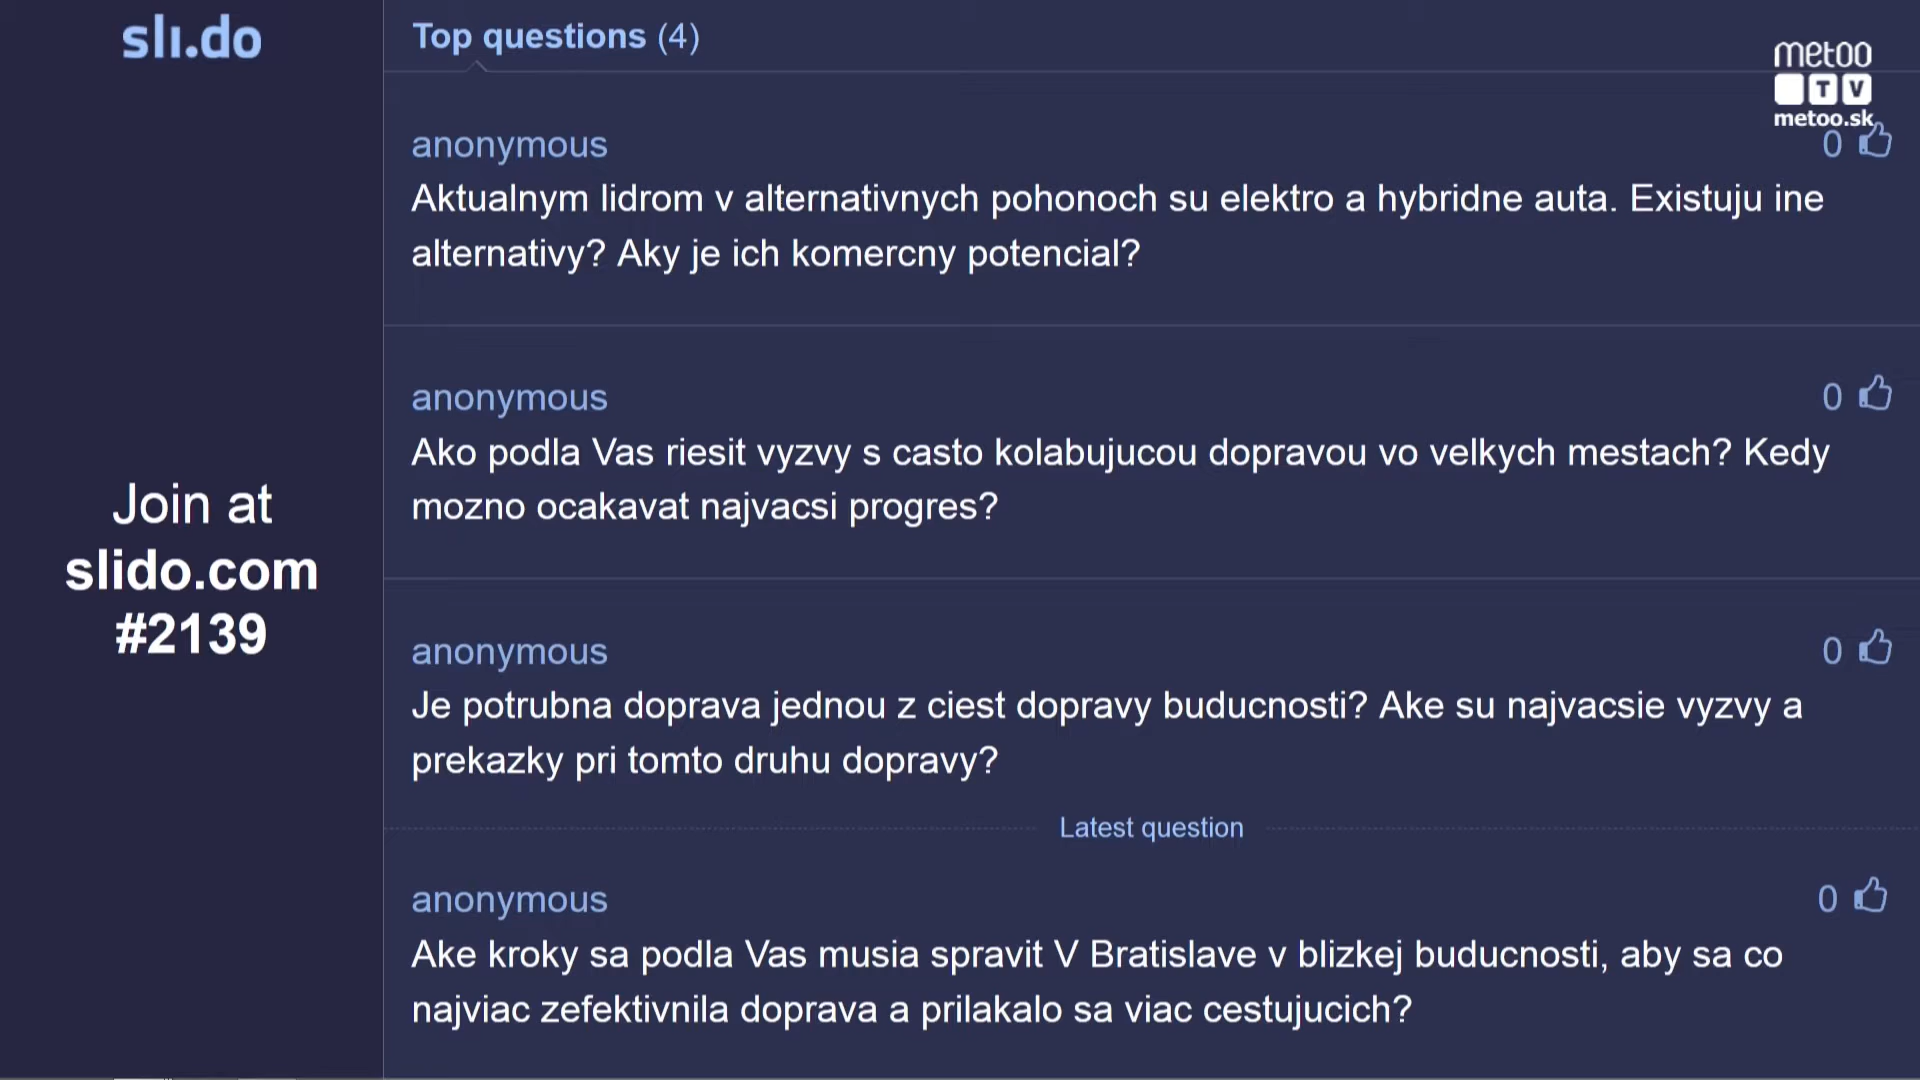 sli.do
Top questions (4)
metoo
TV
metoo.sk
anonymous
0
Aktualnym lidrom v alternativnych pohonoch su elektro a hybridne auta. Existuju ine
alternativy? Aky je ich komercny potencial?
anonymous
0
Ako podla Vas riesit vyzvy s casto kolabujucou dopravou vo velkych mestach? Kedy
mozno ocakavat najvacsi progres?
Join at
slido.com
#2139
anonymous
0
Je potrubna doprava jednou z ciest dopravy buducnosti? Ake su najvacsie vyzvy a
prekazky pri tomto druhu dopravy?
Latest question
anonymous
0
Ake kroky sa podla Vas musia spravit V Bratislave v blizkej buducnosti, aby sa co
najviac zefektivnila doprava a prilakalo sa viac cestujucich?